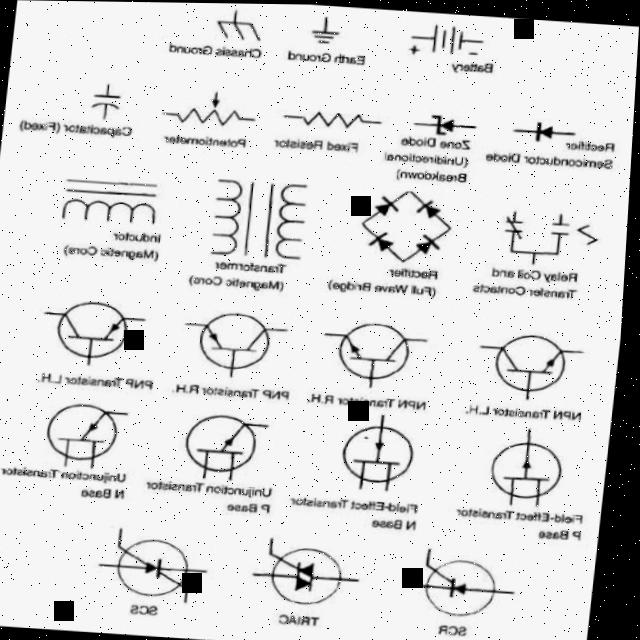 + -
Battery
Earth Ground
Chassis Ground
Rectifier
Semiconductor Diode
Zone Diode
(Unidirectional
Breakdown)
Fixed Resistor
Potentiometer
Capacitator (Fixed)
Relay Coil and
Transfer Contacts
Rectifier
(Full Wave Bridge)
Transformer
(Magnetic Core)
Inductor
(Magnetic Core)
NPN Transistor L.H.
NPN Transistor R.H.
PNP Transistor R.H.
PNP Transistor L.H.
Field-Effect Transistor
P Base
Field-Effect Transistor
N Base
Unijunction Transistor
P Base
Unijunction Transistor
N Base
SCR
TRIAC
SCS